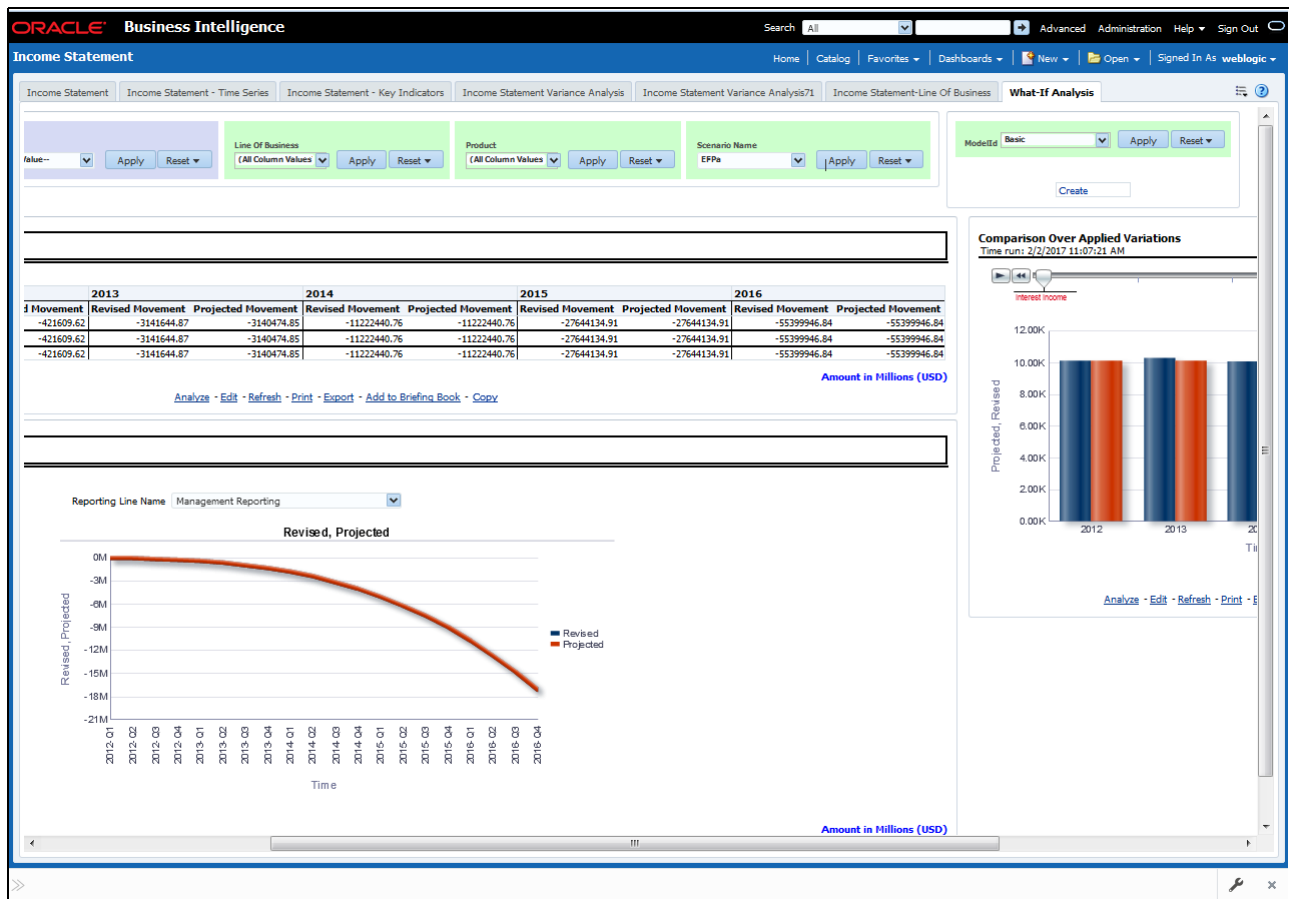 ORACLE Business Intelligence
Search All Advanced Administration Help Sign Out
Income Statement
Home Catalog Favorites Dashboards New Open Signed In As weblogic
Income Statement Income Statement - Time Series Income Statement - Key Indicators Income Statement Variance Analysis Income Statement Variance Analysis71 Income Statement-Line Of Business What-If Analysis
Value-- Apply Reset
Line Of Business
(All Column Values Apply Reset
Product
(All Column Values Apply Reset
Scenario Name
EFPa Apply Reset
ModelId Basic Apply Reset
Create
2013 2014 2015 2016
d Movement Revised Movement Projected Movement Revised Movement Projected Movement Revised Movement Projected Movement Revised Movement Projected Movement
-421609.62 -3141644.87 -3140474.85 -11222440.76 -11222440.76 -27644134.91 -27644134.91 -55399946.84 -55399946.84
-421609.62 -3141644.87 -3140474.85 -11222440.76 -11222440.76 -27644134.91 -27644134.91 -55399946.84 -55399946.84
-421609.62 -3141644.87 -3140474.85 -11222440.76 -11222440.76 -27644134.91 -27644134.91 -55399946.84 -55399946.84
Amount in Millions (USD)
Analyze - Edit - Refresh - Print - Export - Add to Briefing Book - Copy
Reporting Line Name Management Reporting
Revised, Projected
0M
-3M
-6M
-9M
-12M
-15M
-18M
-21M
Revised, Projected
2012-Q1 2012-Q2 2012-Q3 2012-Q4 2013-Q1 2013-Q2 2013-Q3 2013-Q4 2014-Q1 2014-Q2 2014-Q3 2014-Q4 2015-Q1 2015-Q2 2015-Q3 2015-Q4 2016-Q1 2016-Q2 2016-Q3 2016-Q4
Time
Revised
Projected
Amount in Millions (USD)
Comparison Over Applied Variations
Time run: 2/2/2017 11:07:21 AM
Interest Income
12.00K
10.00K
8.00K
6.00K
4.00K
2.00K
0.00K
Projected, Revised
2012 2013 20
Ti
Analyze - Edit - Refresh - Print - E